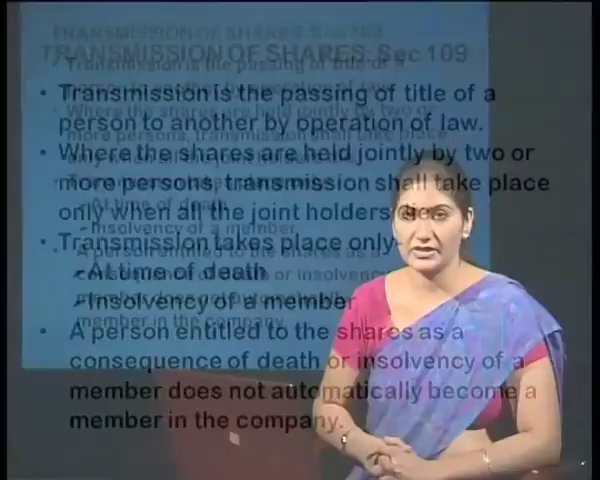 TRANSMISSION OF SHARES Sec 109
• Transmission is the passing of title of a
person to another by operation of law.
• Where the shares are held jointly by two or
more persons, transmission shall take place
only when all the joint holders
• Transmission takes place only-
-At time of death
-Insolvency of a member
• A person entitled to the shares as a
consequence of death or insolvency of a
member does not automatically become a
member in the company.